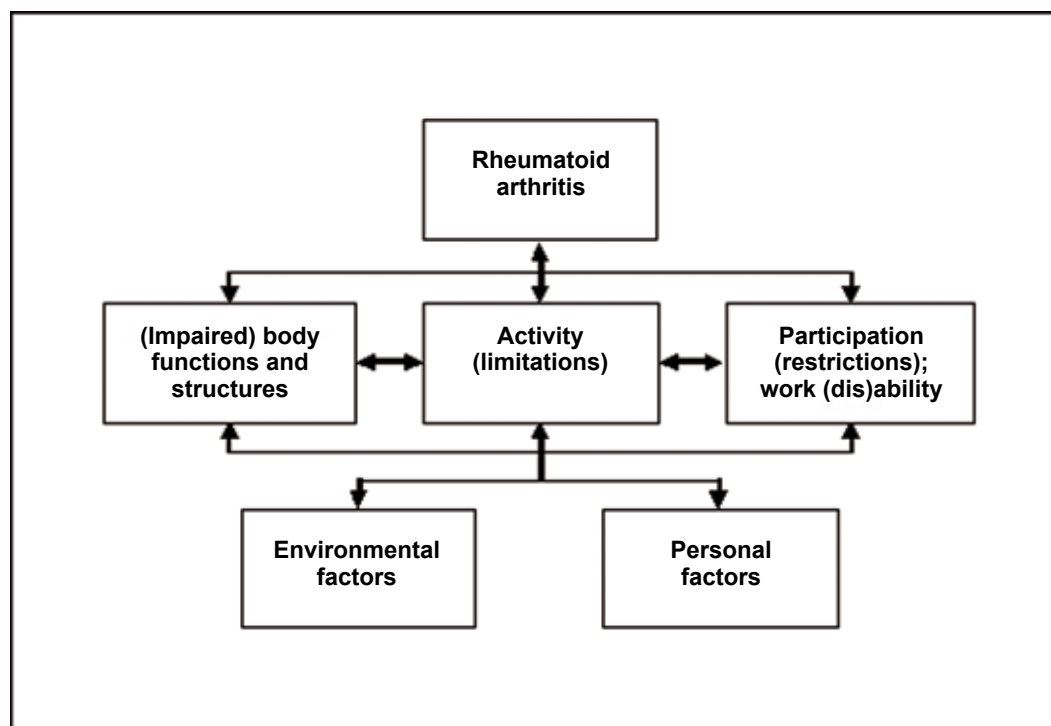 Rheumatoid
arthritis
(Impaired) body
functions and
structures
Activity
(limitations)
Participation
(restrictions);
work (dis)ability
Environmental
factors
Personal
factors